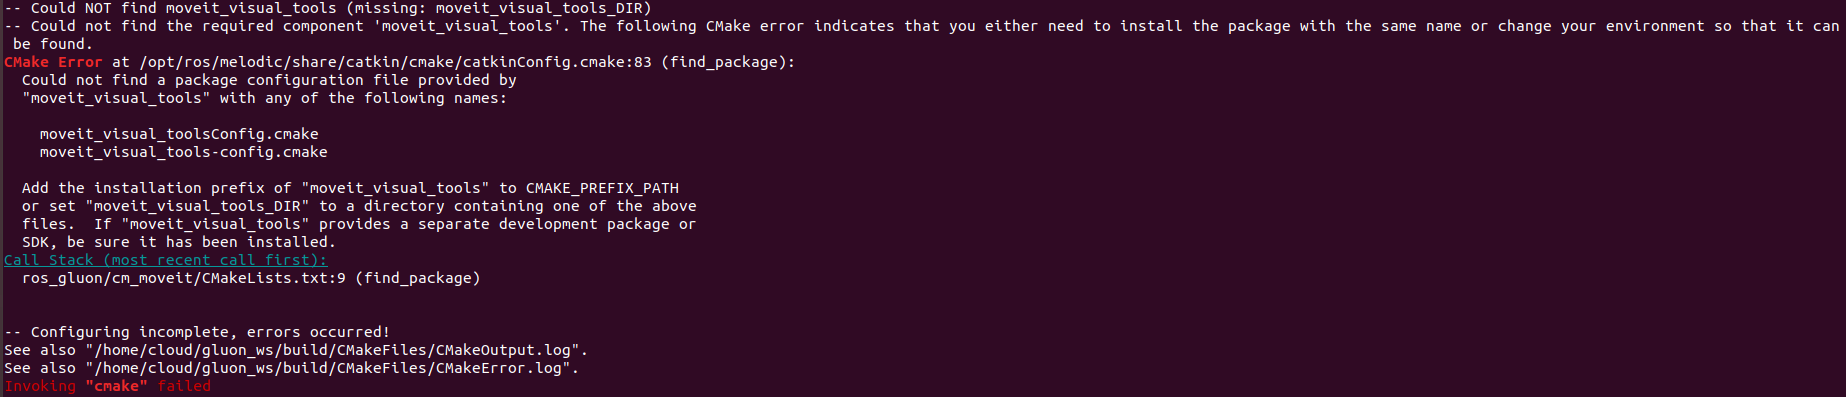 -- Could NOT find moveit_visual_tools (missing: moveit_visual_tools_DIR)
-- Could not find the required component 'moveit_visual_tools'. The following CMake error indicates that you either need to install the package with the same name or change your environment so that it can
 be found.
CMake Error at /opt/ros/melodic/share/catkin/cmake/catkinConfig.cmake:83 (find_package):
  Could not find a package configuration file provided by
  "moveit_visual_tools" with any of the following names:

    moveit_visual_toolsConfig.cmake
    moveit_visual_tools-config.cmake

  Add the installation prefix of "moveit_visual_tools" to CMAKE_PREFIX_PATH
  or set "moveit_visual_tools_DIR" to a directory containing one of the above
  files.  If "moveit_visual_tools" provides a separate development package or
  SDK, be sure it has been installed.
Call Stack (most recent call first):
  ros_gluon/cm_moveit/CMakeLists.txt:9 (find_package)

-- Configuring incomplete, errors occurred!
See also "/home/cloud/gluon_ws/build/CMakeFiles/CMakeOutput.log".
See also "/home/cloud/gluon_ws/build/CMakeFiles/CMakeError.log".
Invoking "cmake" failed